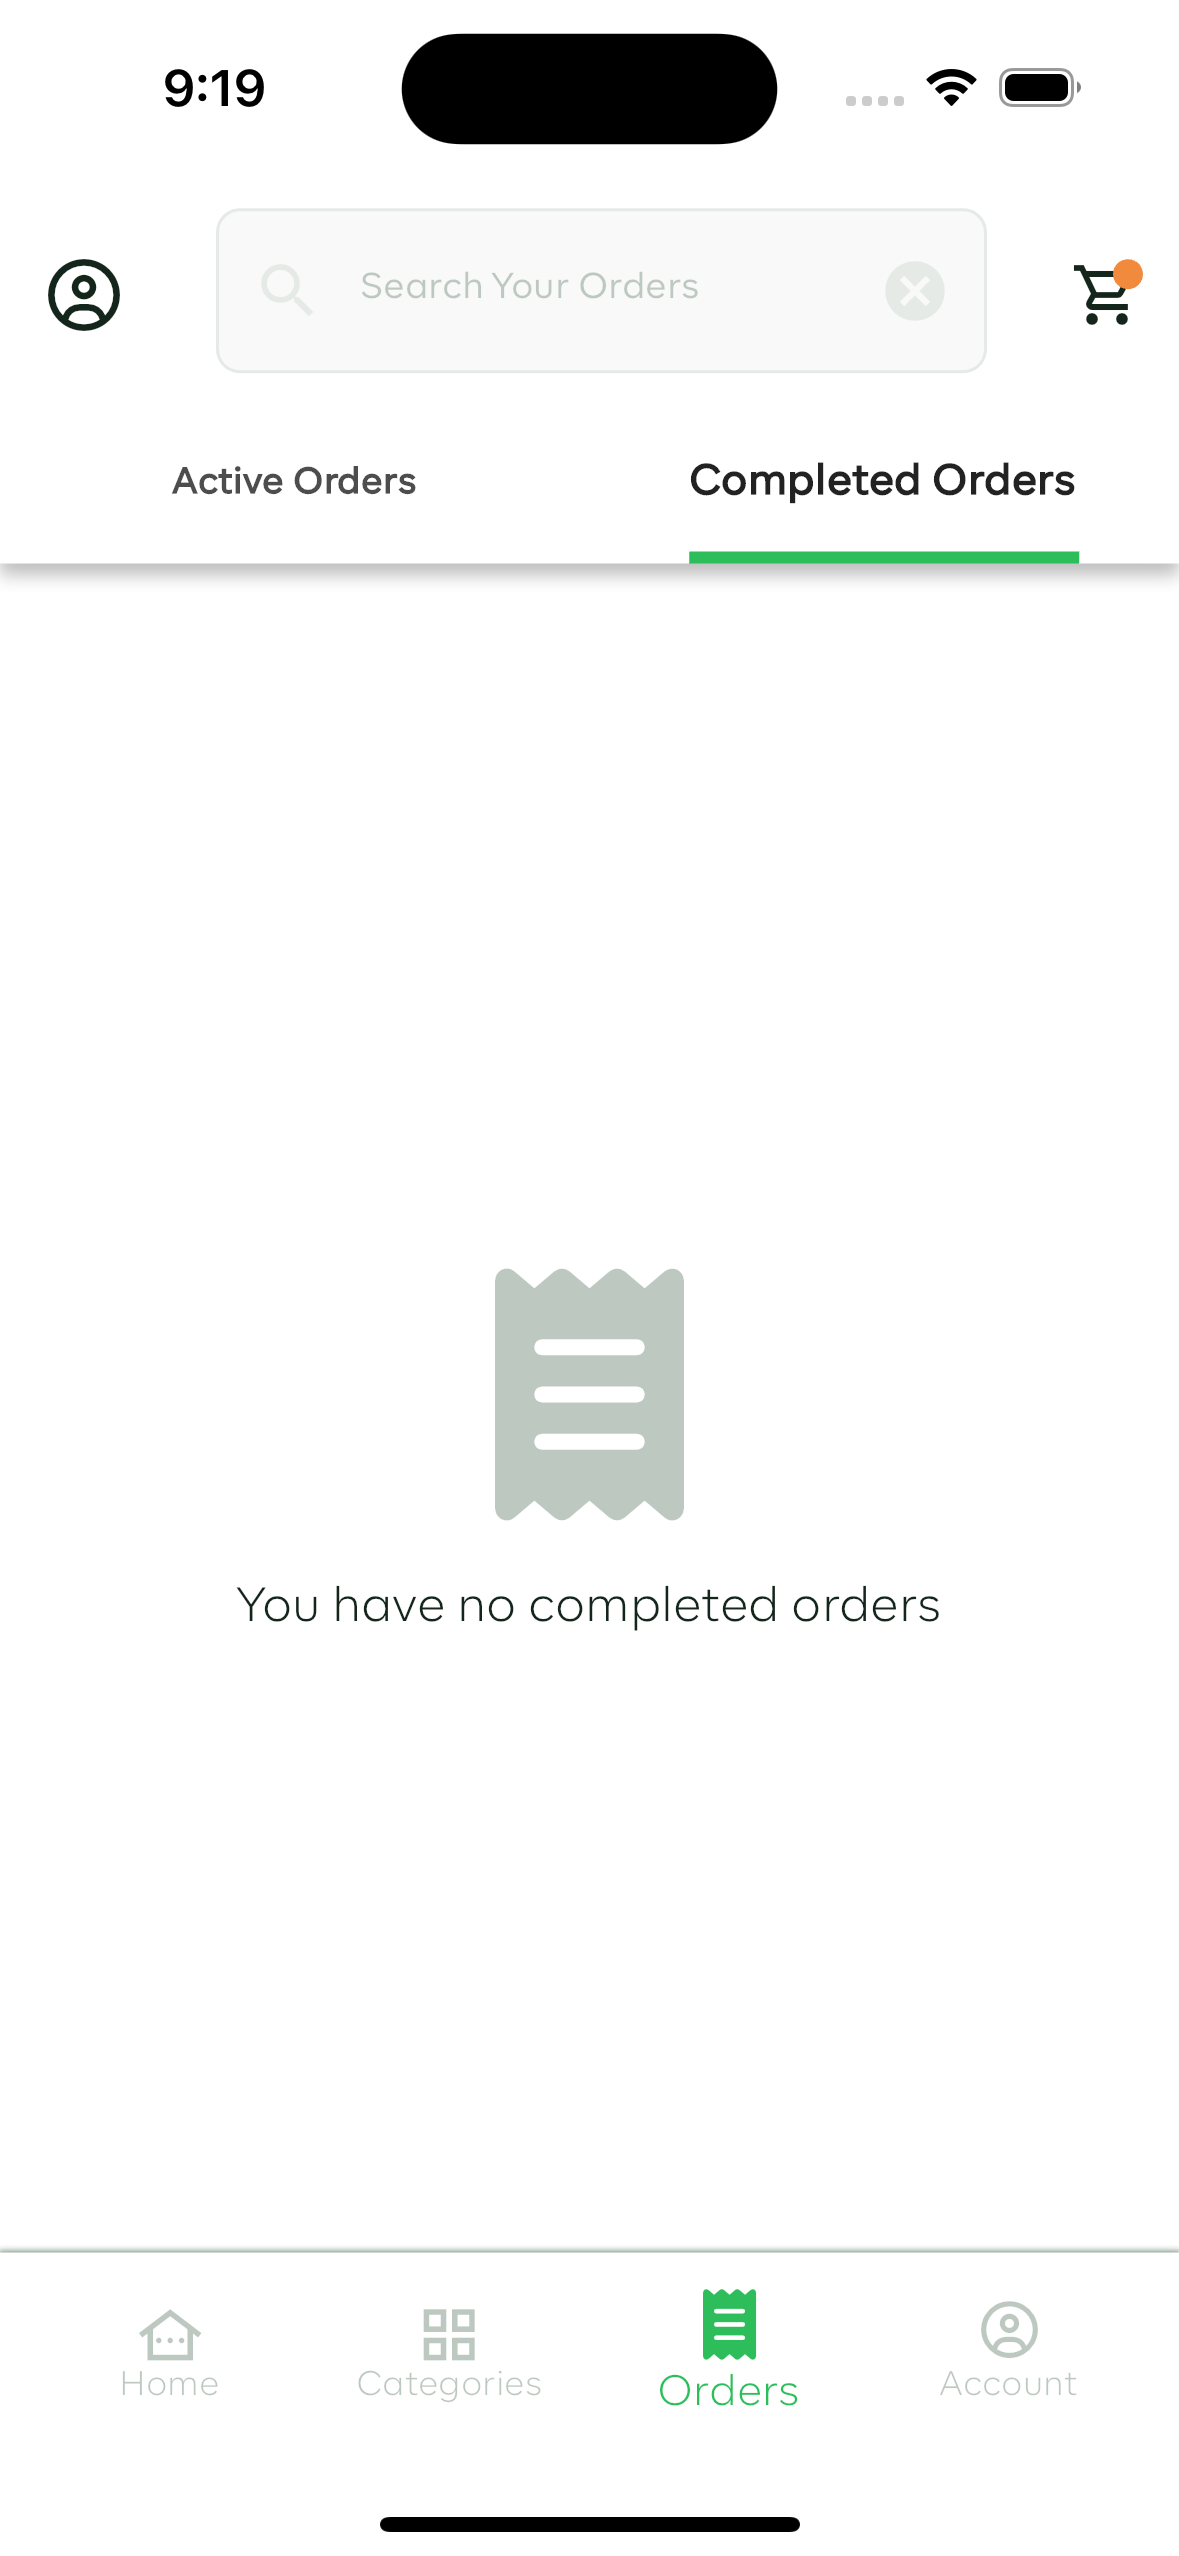 9:19
Search Your Orders
Active Orders
Completed Orders
You have no completed orders
Home
Categories
Orders
Account